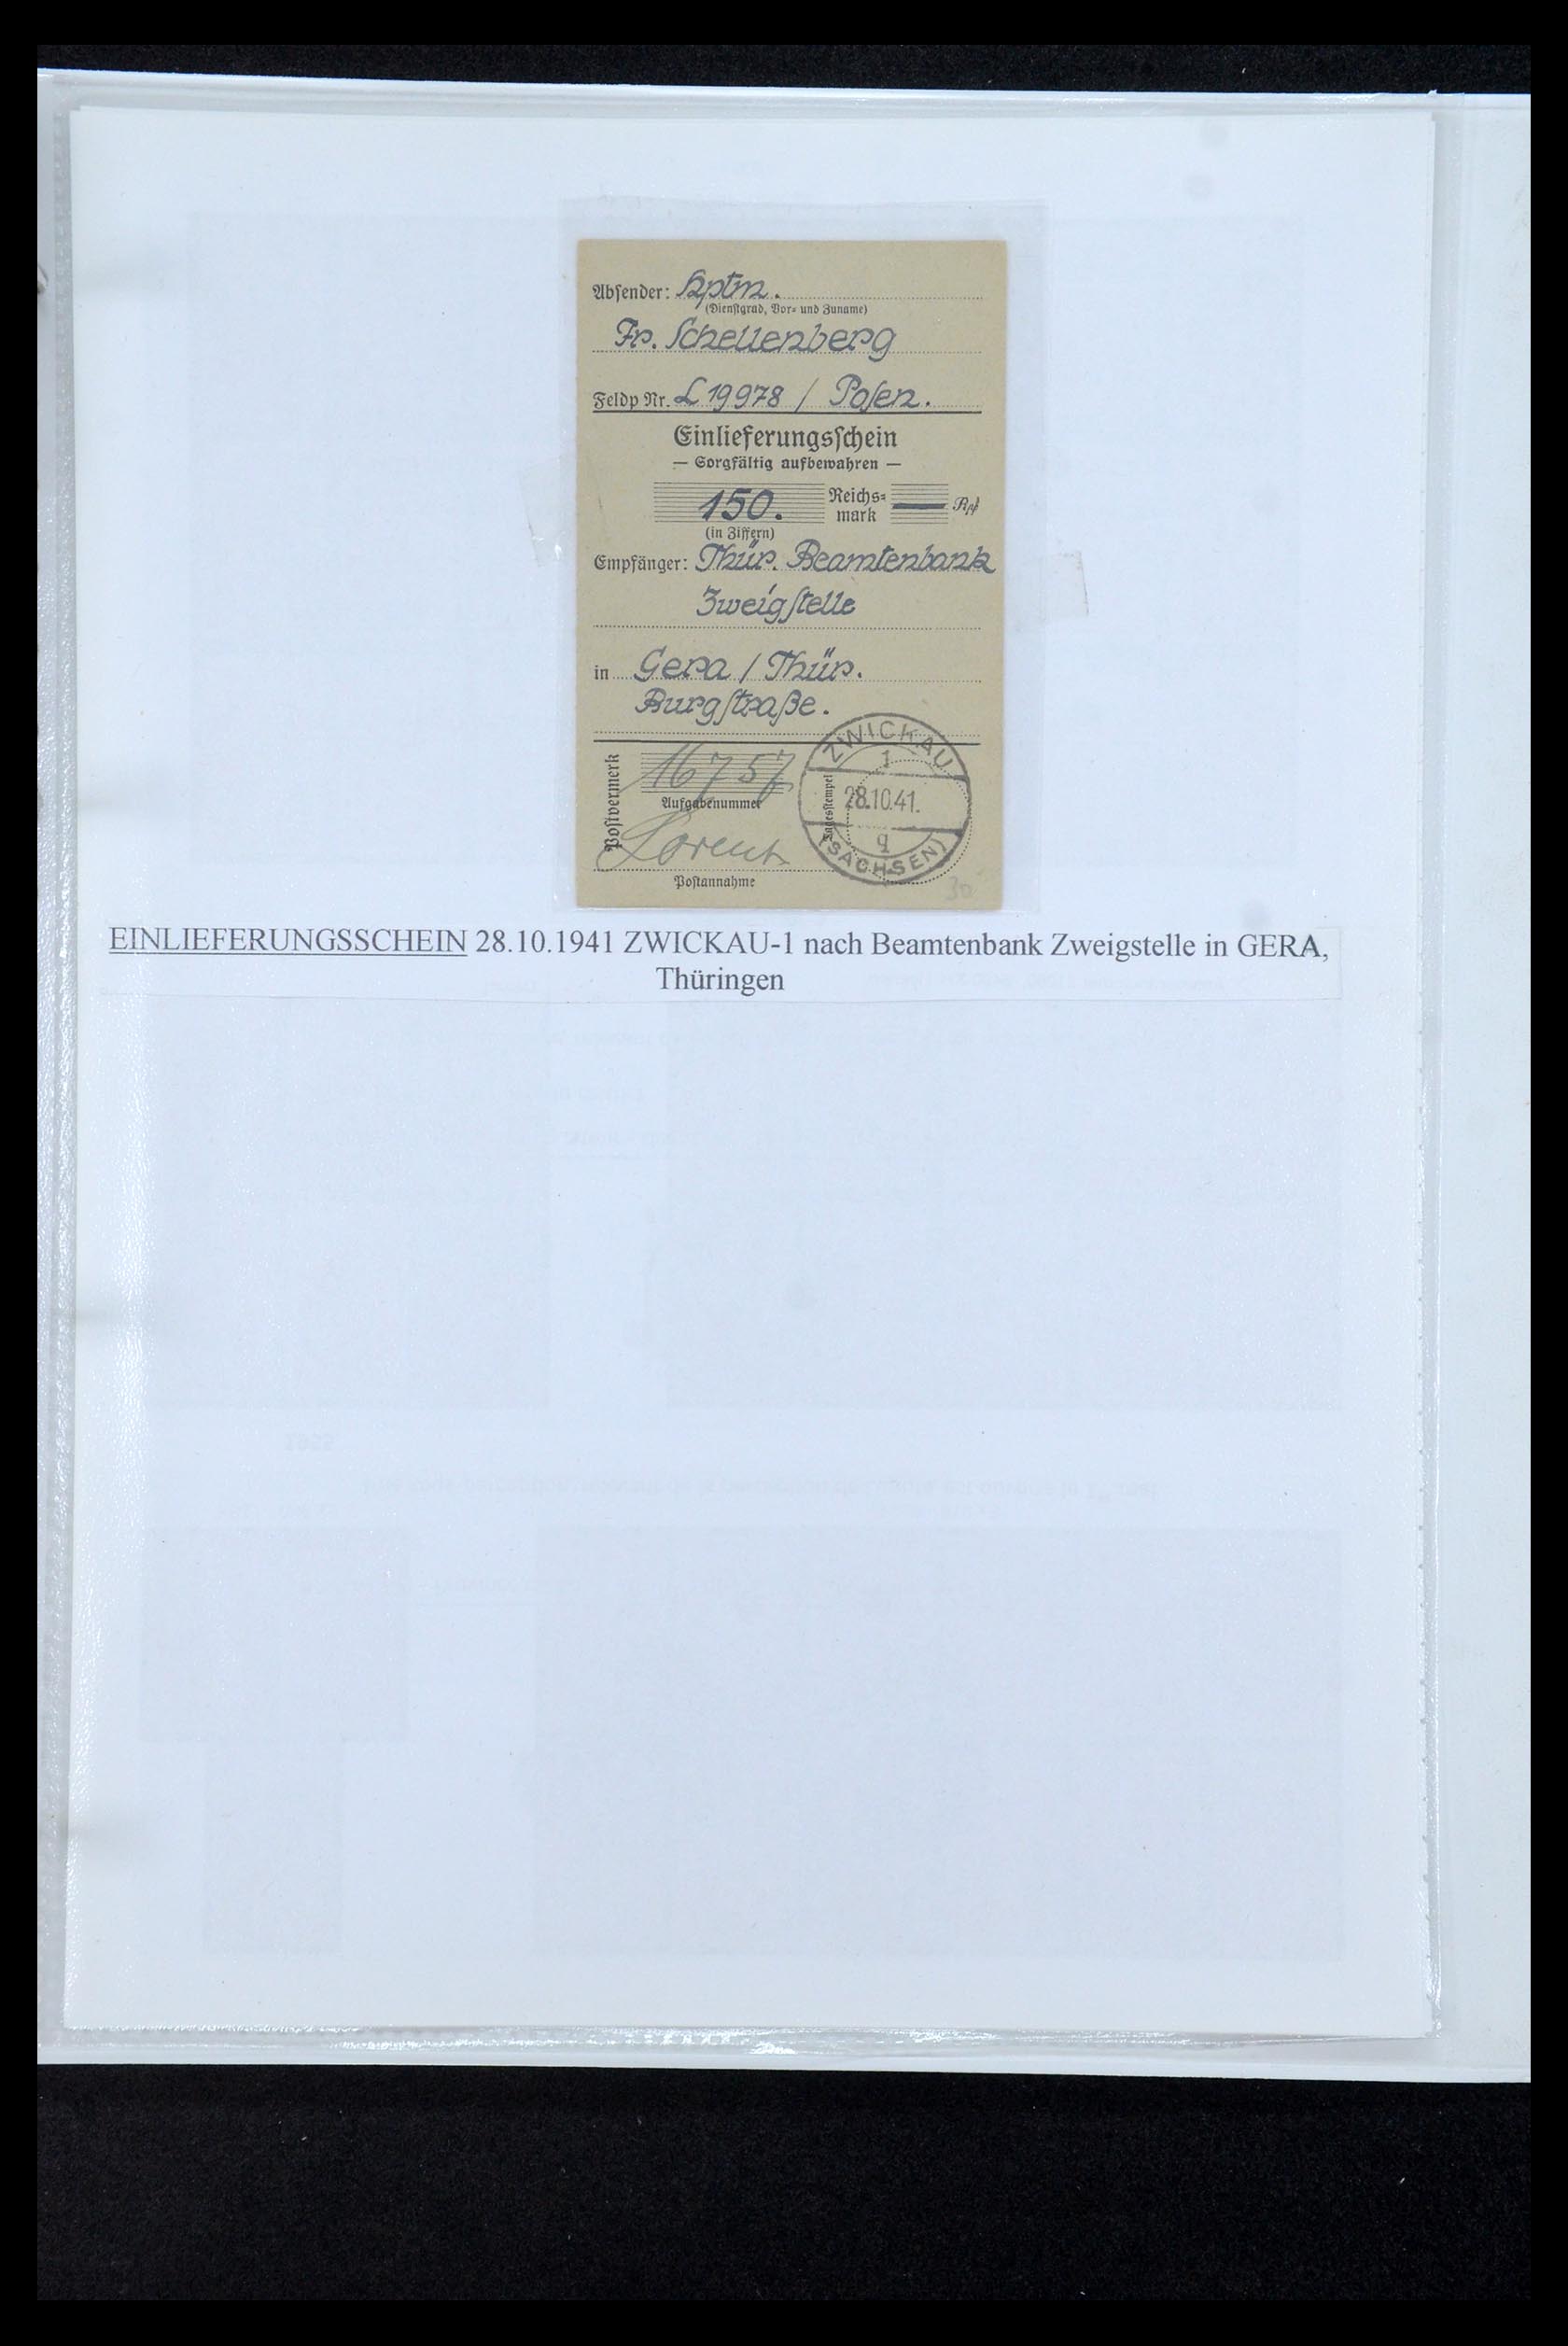 Abſender: Hptm.
(Dienſtgrad, Vor- und Zuname)
Fr. Schellenberg
Feldp Nr. L 19978 / Poſen.
Einlieferungsſchein
— Sorgfältig aufbewahren —
150. Reichs-
mark — Rpf
(in Ziffern)
Empfänger: Thür. Beamtenbank
Zweigſtelle
in Gera / Thür.
Burgſtraße.
Poſtvermerk
16757
Aufgabenummer
Lorenz
Poſtannahme
Tagesſtempel
ZWICKAU
1
28.10.41.
q
(SACHSEN)
30
EINLIEFERUNGSSCHEIN 28.10.1941 ZWICKAU-1 nach Beamtenbank Zweigstelle in GERA,
Thüringen